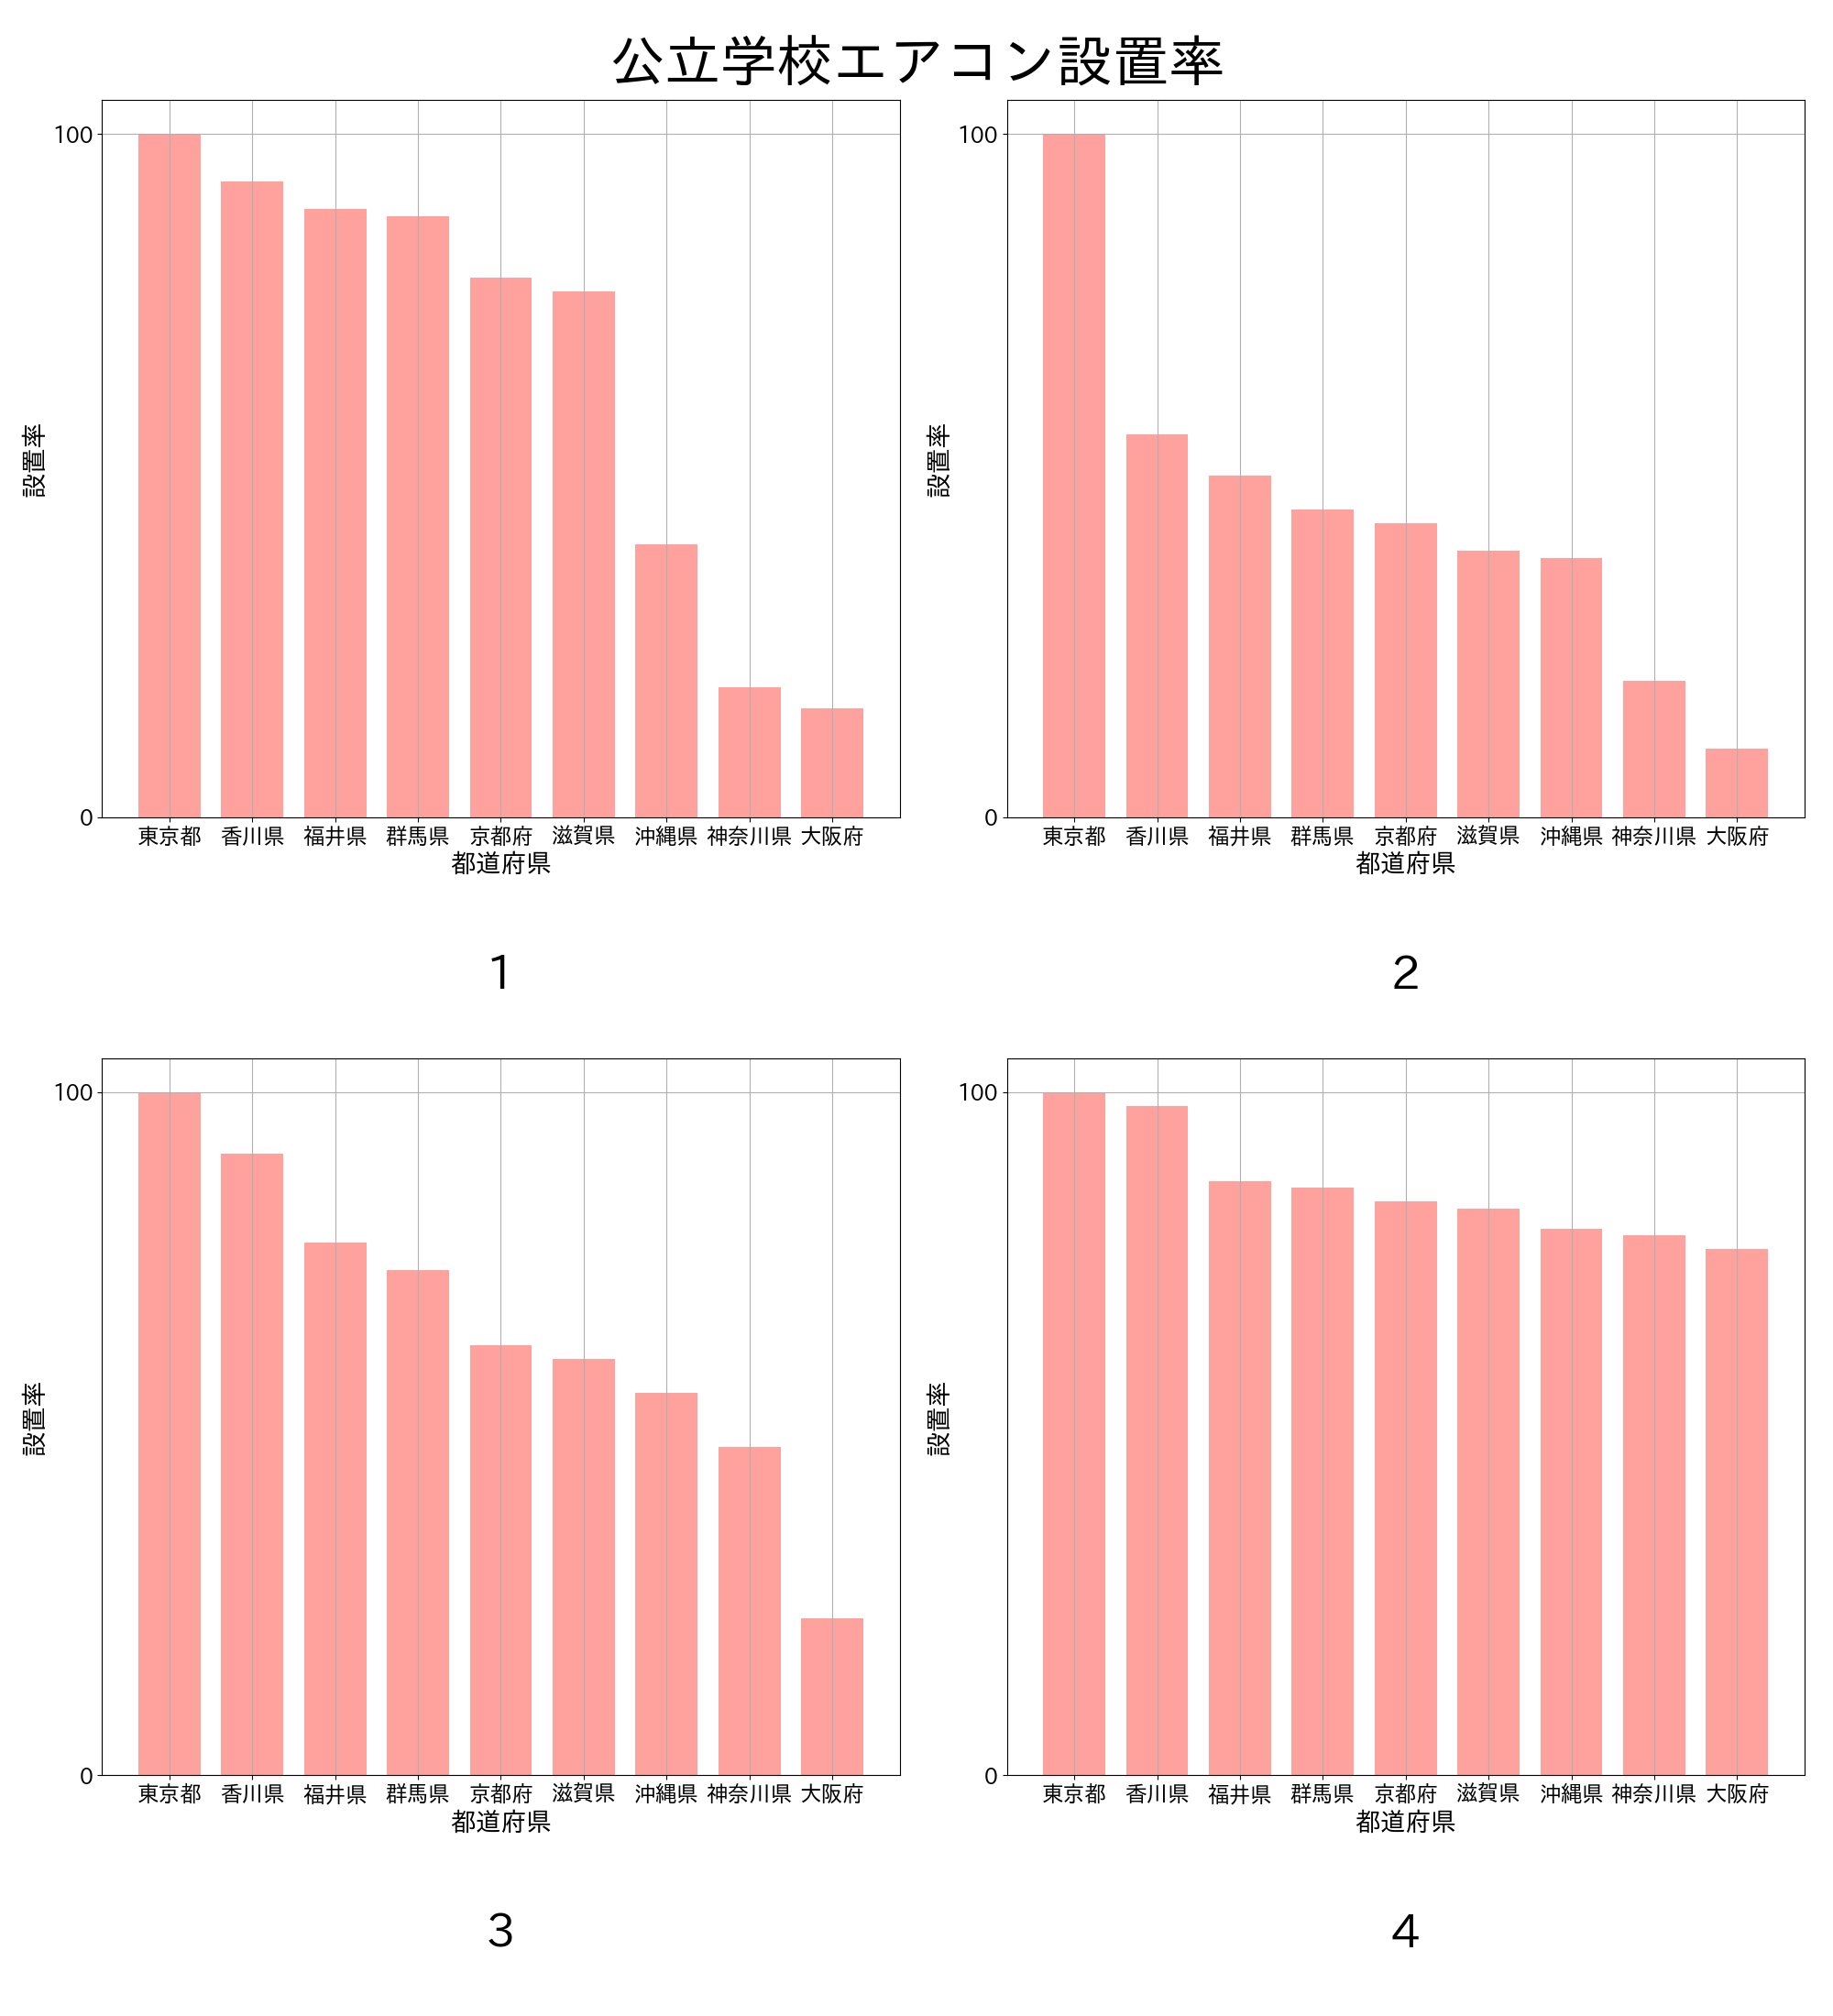 公立学校エアコン設置率
100
0
設置率
東京都 香川県 福井県 群馬県 京都府 滋賀県 沖縄県 神奈川県 大阪府
都道府県
1
100
0
設置率
東京都 香川県 福井県 群馬県 京都府 滋賀県 沖縄県 神奈川県 大阪府
都道府県
2
100
0
設置率
東京都 香川県 福井県 群馬県 京都府 滋賀県 沖縄県 神奈川県 大阪府
都道府県
3
100
0
設置率
東京都 香川県 福井県 群馬県 京都府 滋賀県 沖縄県 神奈川県 大阪府
都道府県
4